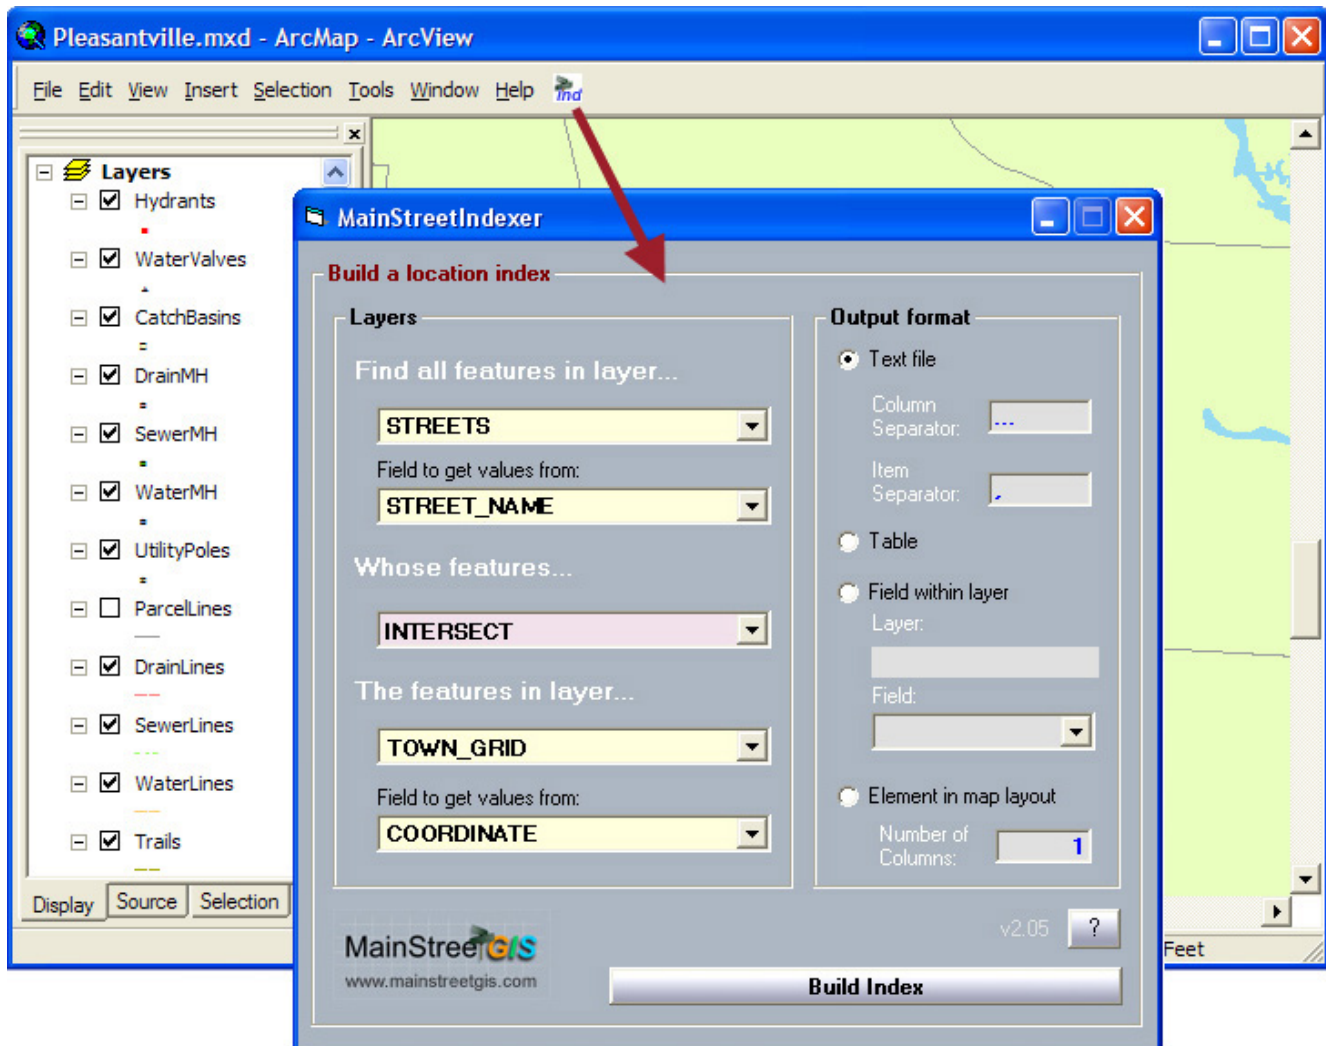 Pleasantville.mxd - ArcMap - ArcView
File Edit View Insert Selection Tools Window Help Ind
Layers
Hydrants
WaterValves
CatchBasins
DrainMH
SewerMH
WaterMH
UtilityPoles
ParcelLines
DrainLines
SewerLines
WaterLines
Trails
Display Source Selection
MainStreetIndexer
Build a location index
Layers
Find all features in layer...
STREETS
Field to get values from:
STREET_NAME
Whose features...
INTERSECT
The features in layer...
TOWN_GRID
Field to get values from:
COORDINATE
Output format
Text file
Column
Separator: ...
Item
Separator: ,
Table
Field within layer
Layer:
Field:
Element in map layout
Number of
Columns: 1
MainStreetGIS
www.mainstreetgis.com
v2.05 ?
Build Index
Feet